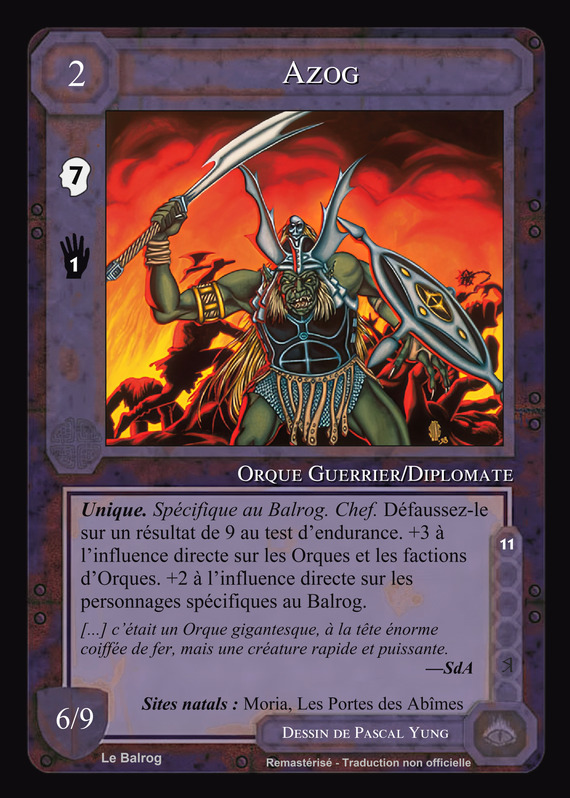 2
Azog
7
1
Orque Guerrier/Diplomate
Unique. Spécifique au Balrog. Chef. Défaussez-le
sur un résultat de 9 au test d’endurance. +3 à
l’influence directe sur les Orques et les factions
d’Orques. +2 à l’influence directe sur les
personnages spécifiques au Balrog.
11
[...] c’était un Orque gigantesque, à la tête énorme
coiffée de fer, mais une créature rapide et puissante.
—SdA
Sites natals : Moria, Les Portes des Abîmes
6/9
Dessin de Pascal Yung
Le Balrog
Remastérisé - Traduction non officielle